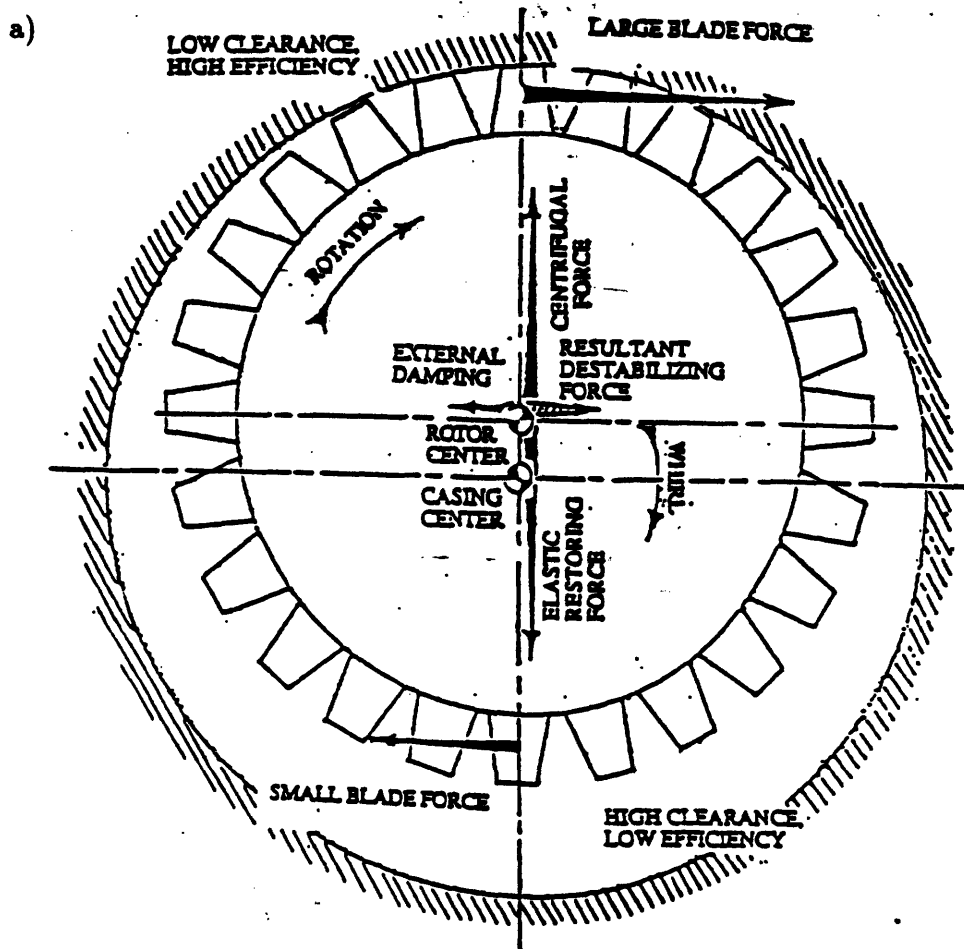 a)
LOW CLEARANCE,
HIGH EFFICIENCY
LARGE BLADE FORCE
ROTATION
CENTRIFUGAL
FORCE
EXTERNAL
DAMPING
RESULTANT
DESTABILIZING
FORCE
ROTOR
CENTER
WHIRL
CASING
CENTER
ELASTIC
RESTORING
FORCE
SMALL BLADE FORCE
HIGH CLEARANCE,
LOW EFFICIENCY